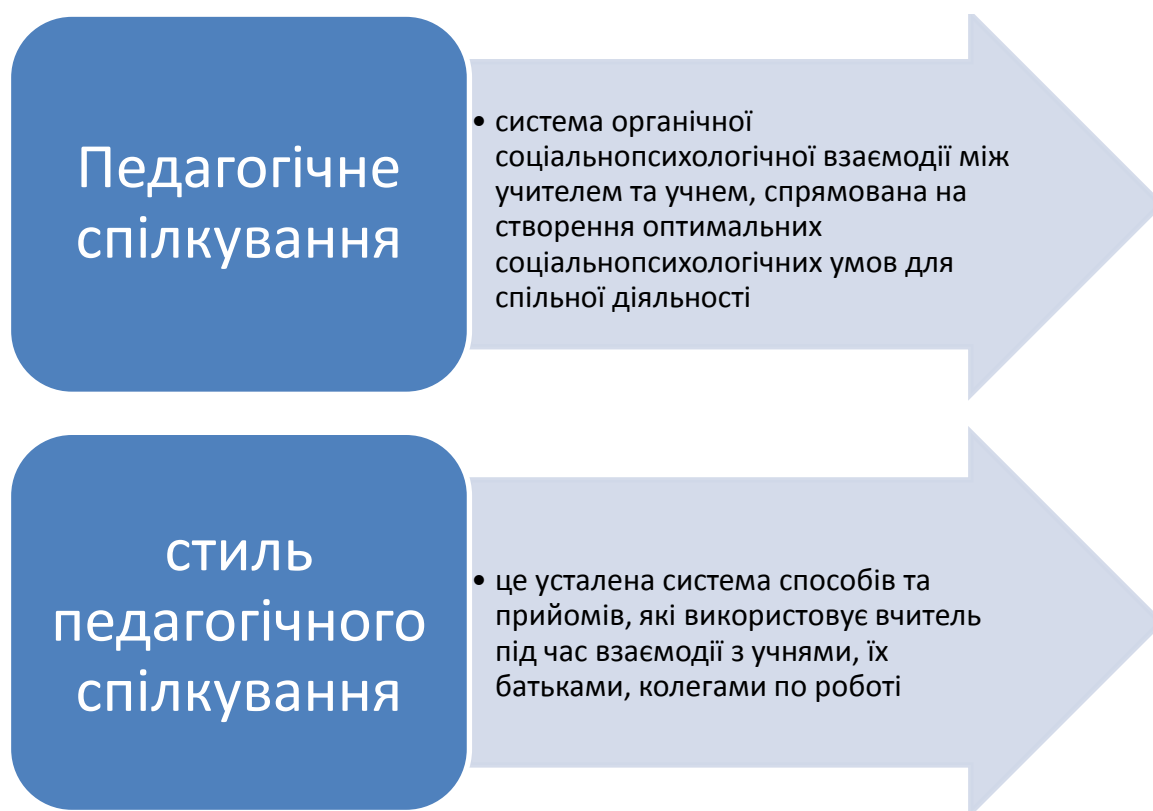 Педагогічне
спілкування
• система органічної
соціальнопсихологічної взаємодії між
учителем та учнем, спрямована на
створення оптимальних
соціальнопсихологічних умов для
спільної діяльності
стиль
педагогічного
спілкування
• це усталена система способів та
прийомів, які використовує вчитель
під час взаємодії з учнями, їх
батьками, колегами по роботі